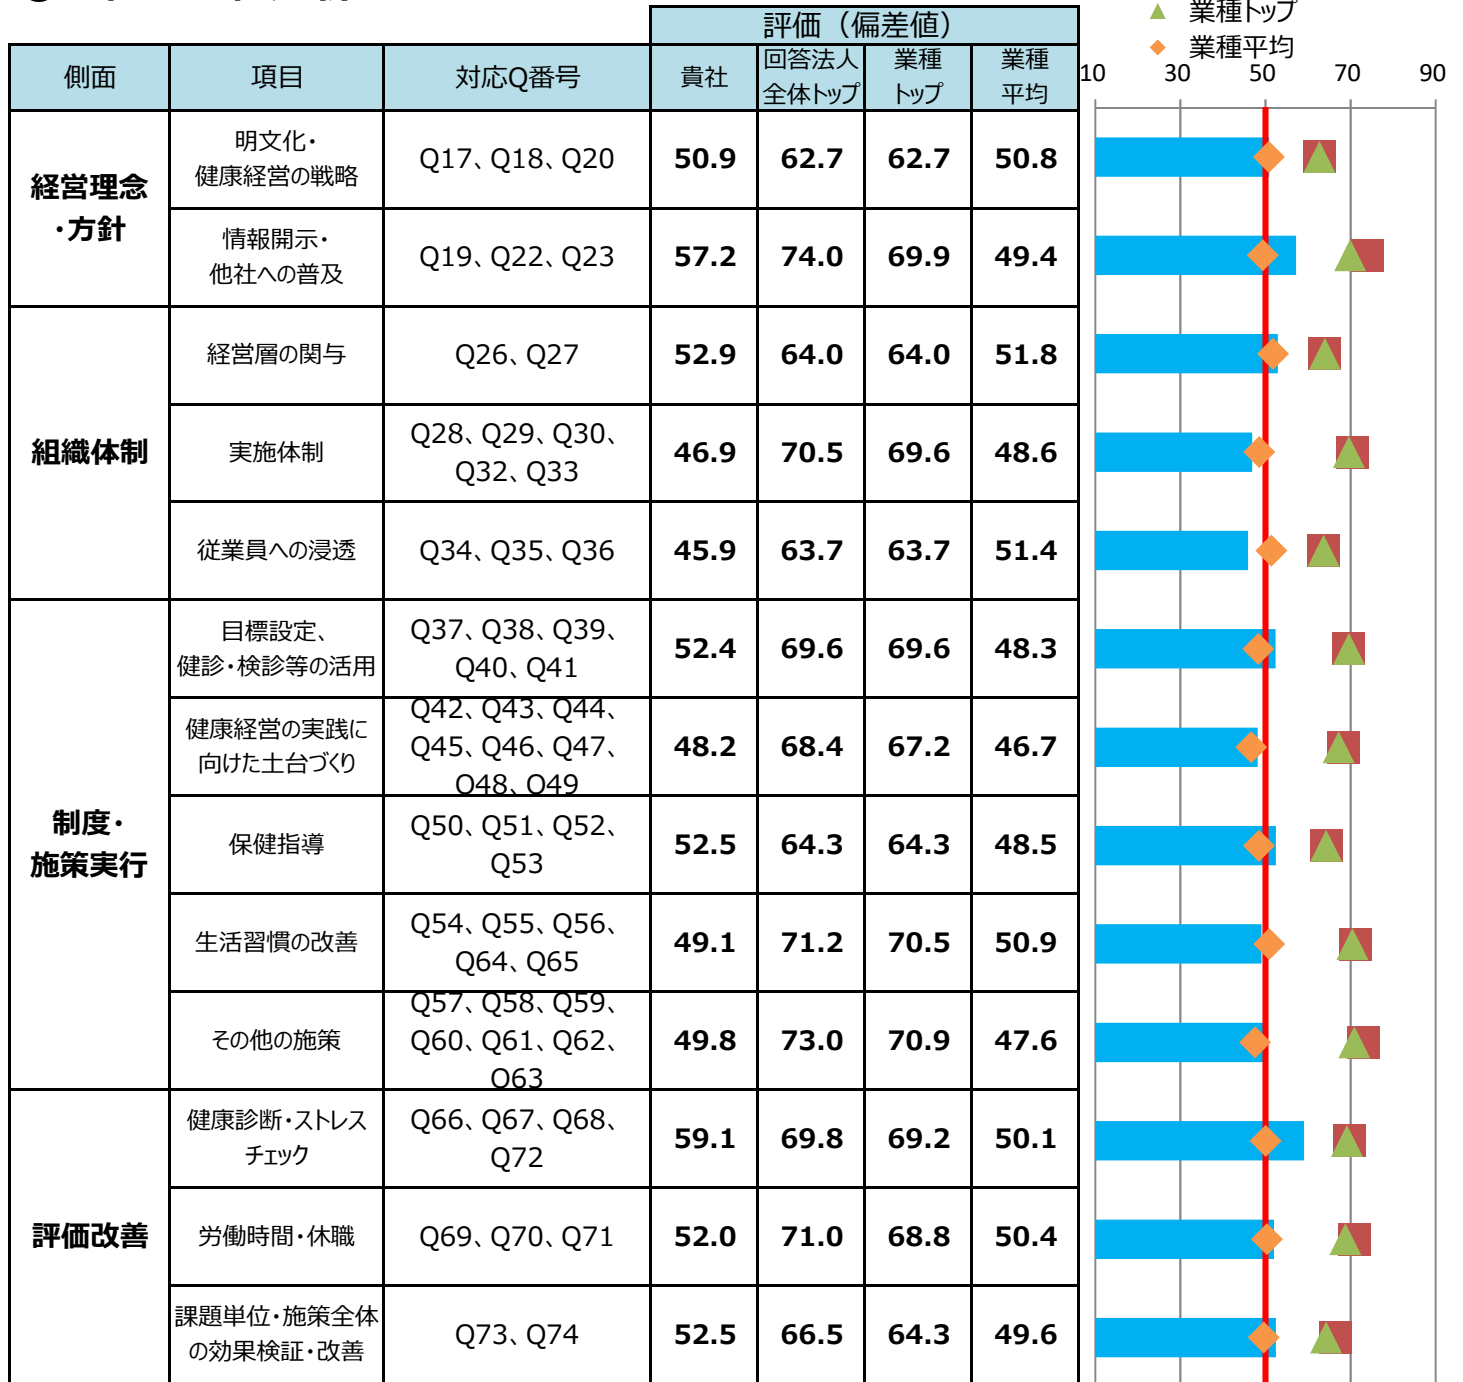 ▲ 業種トップ
◆ 業種平均
評価（偏差値）
側面 項目 対応Q番号 貴社 回答法人全体トップ 業種トップ 業種平均
10 30 50 70 90
経営理念・方針
明文化・健康経営の戦略 Q17、Q18、Q20 50.9 62.7 62.7 50.8
情報開示・他社への普及 Q19、Q22、Q23 57.2 74.0 69.9 49.4
組織体制
経営層の関与 Q26、Q27 52.9 64.0 64.0 51.8
実施体制 Q28、Q29、Q30、Q32、Q33 46.9 70.5 69.6 48.6
従業員への浸透 Q34、Q35、Q36 45.9 63.7 63.7 51.4
制度・施策実行
目標設定、健診・検診等の活用 Q37、Q38、Q39、Q40、Q41 52.4 69.6 69.6 48.3
健康経営の実践に向けた土台づくり Q42、Q43、Q44、Q45、Q46、Q47、Q48、Q49 48.2 68.4 67.2 46.7
保健指導 Q50、Q51、Q52、Q53 52.5 64.3 64.3 48.5
生活習慣の改善 Q54、Q55、Q56、Q64、Q65 49.1 71.2 70.5 50.9
その他の施策 Q57、Q58、Q59、Q60、Q61、Q62、Q63 49.8 73.0 70.9 47.6
評価改善
健康診断・ストレスチェック Q66、Q67、Q68、Q72 59.1 69.8 69.2 50.1
労働時間・休職 Q69、Q70、Q71 52.0 71.0 68.8 50.4
課題単位・施策全体の効果検証・改善 Q73、Q74 52.5 66.5 64.3 49.6